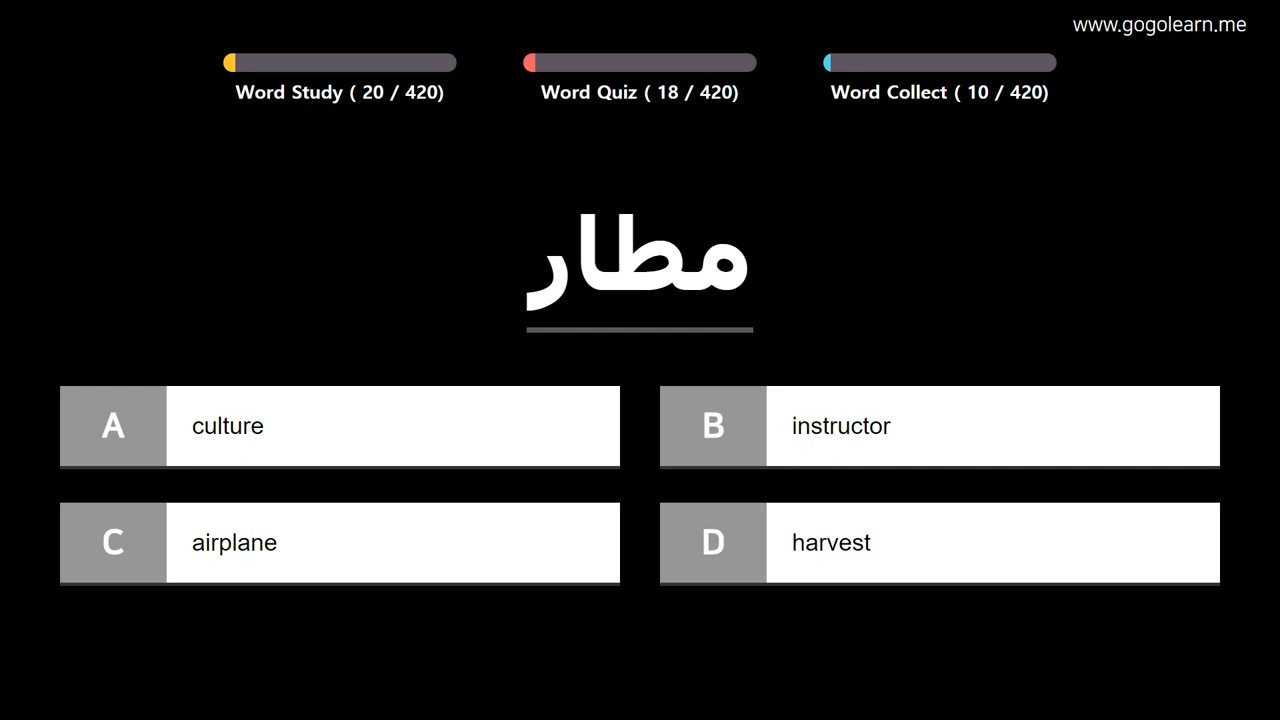 www.gogolearn.me
Word Study ( 20 / 420)
Word Quiz ( 18 / 420)
Word Collect ( 10 / 420)
مطار
A culture
B instructor
C airplane
D harvest